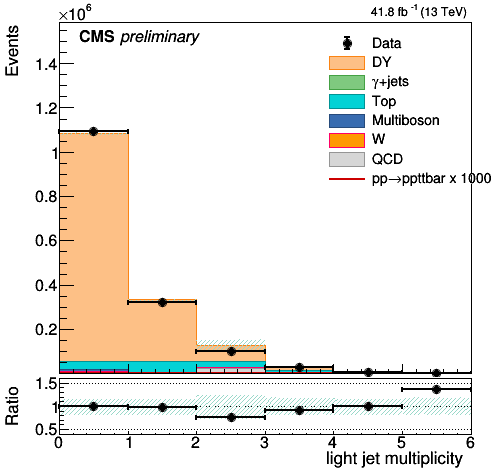 ×10⁶
41.8 fb⁻¹ (13 TeV)
CMS preliminary
Events
Data
DY
γ+jets
Top
Multiboson
W
QCD
pp→ppttbar x 1000
1.4
1.2
1
0.8
0.6
0.4
0.2
Ratio
1.5
1
0.5
0 1 2 3 4 5 6
light jet multiplicity